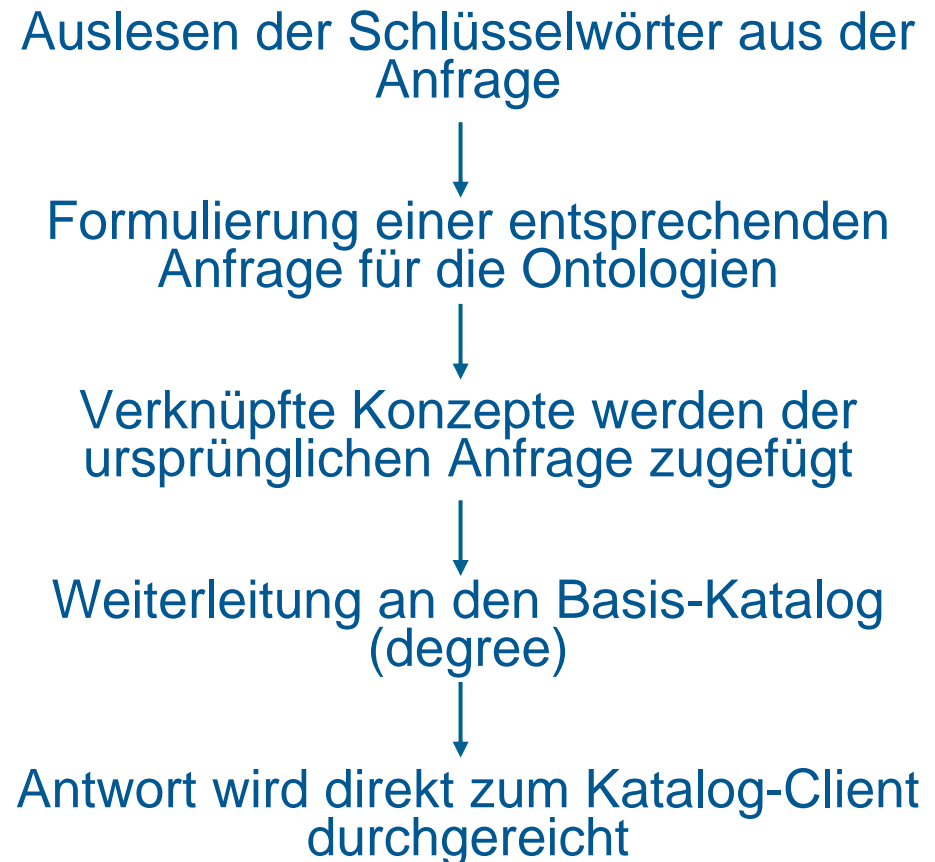 Auslesen der Schlüsselwörter aus der
Anfrage
Formulierung einer entsprechenden
Anfrage für die Ontologien
Verknüpfte Konzepte werden der
ursprünglichen Anfrage zugefügt
Weiterleitung an den Basis-Katalog
(degree)
Antwort wird direkt zum Katalog-Client
durchgereicht